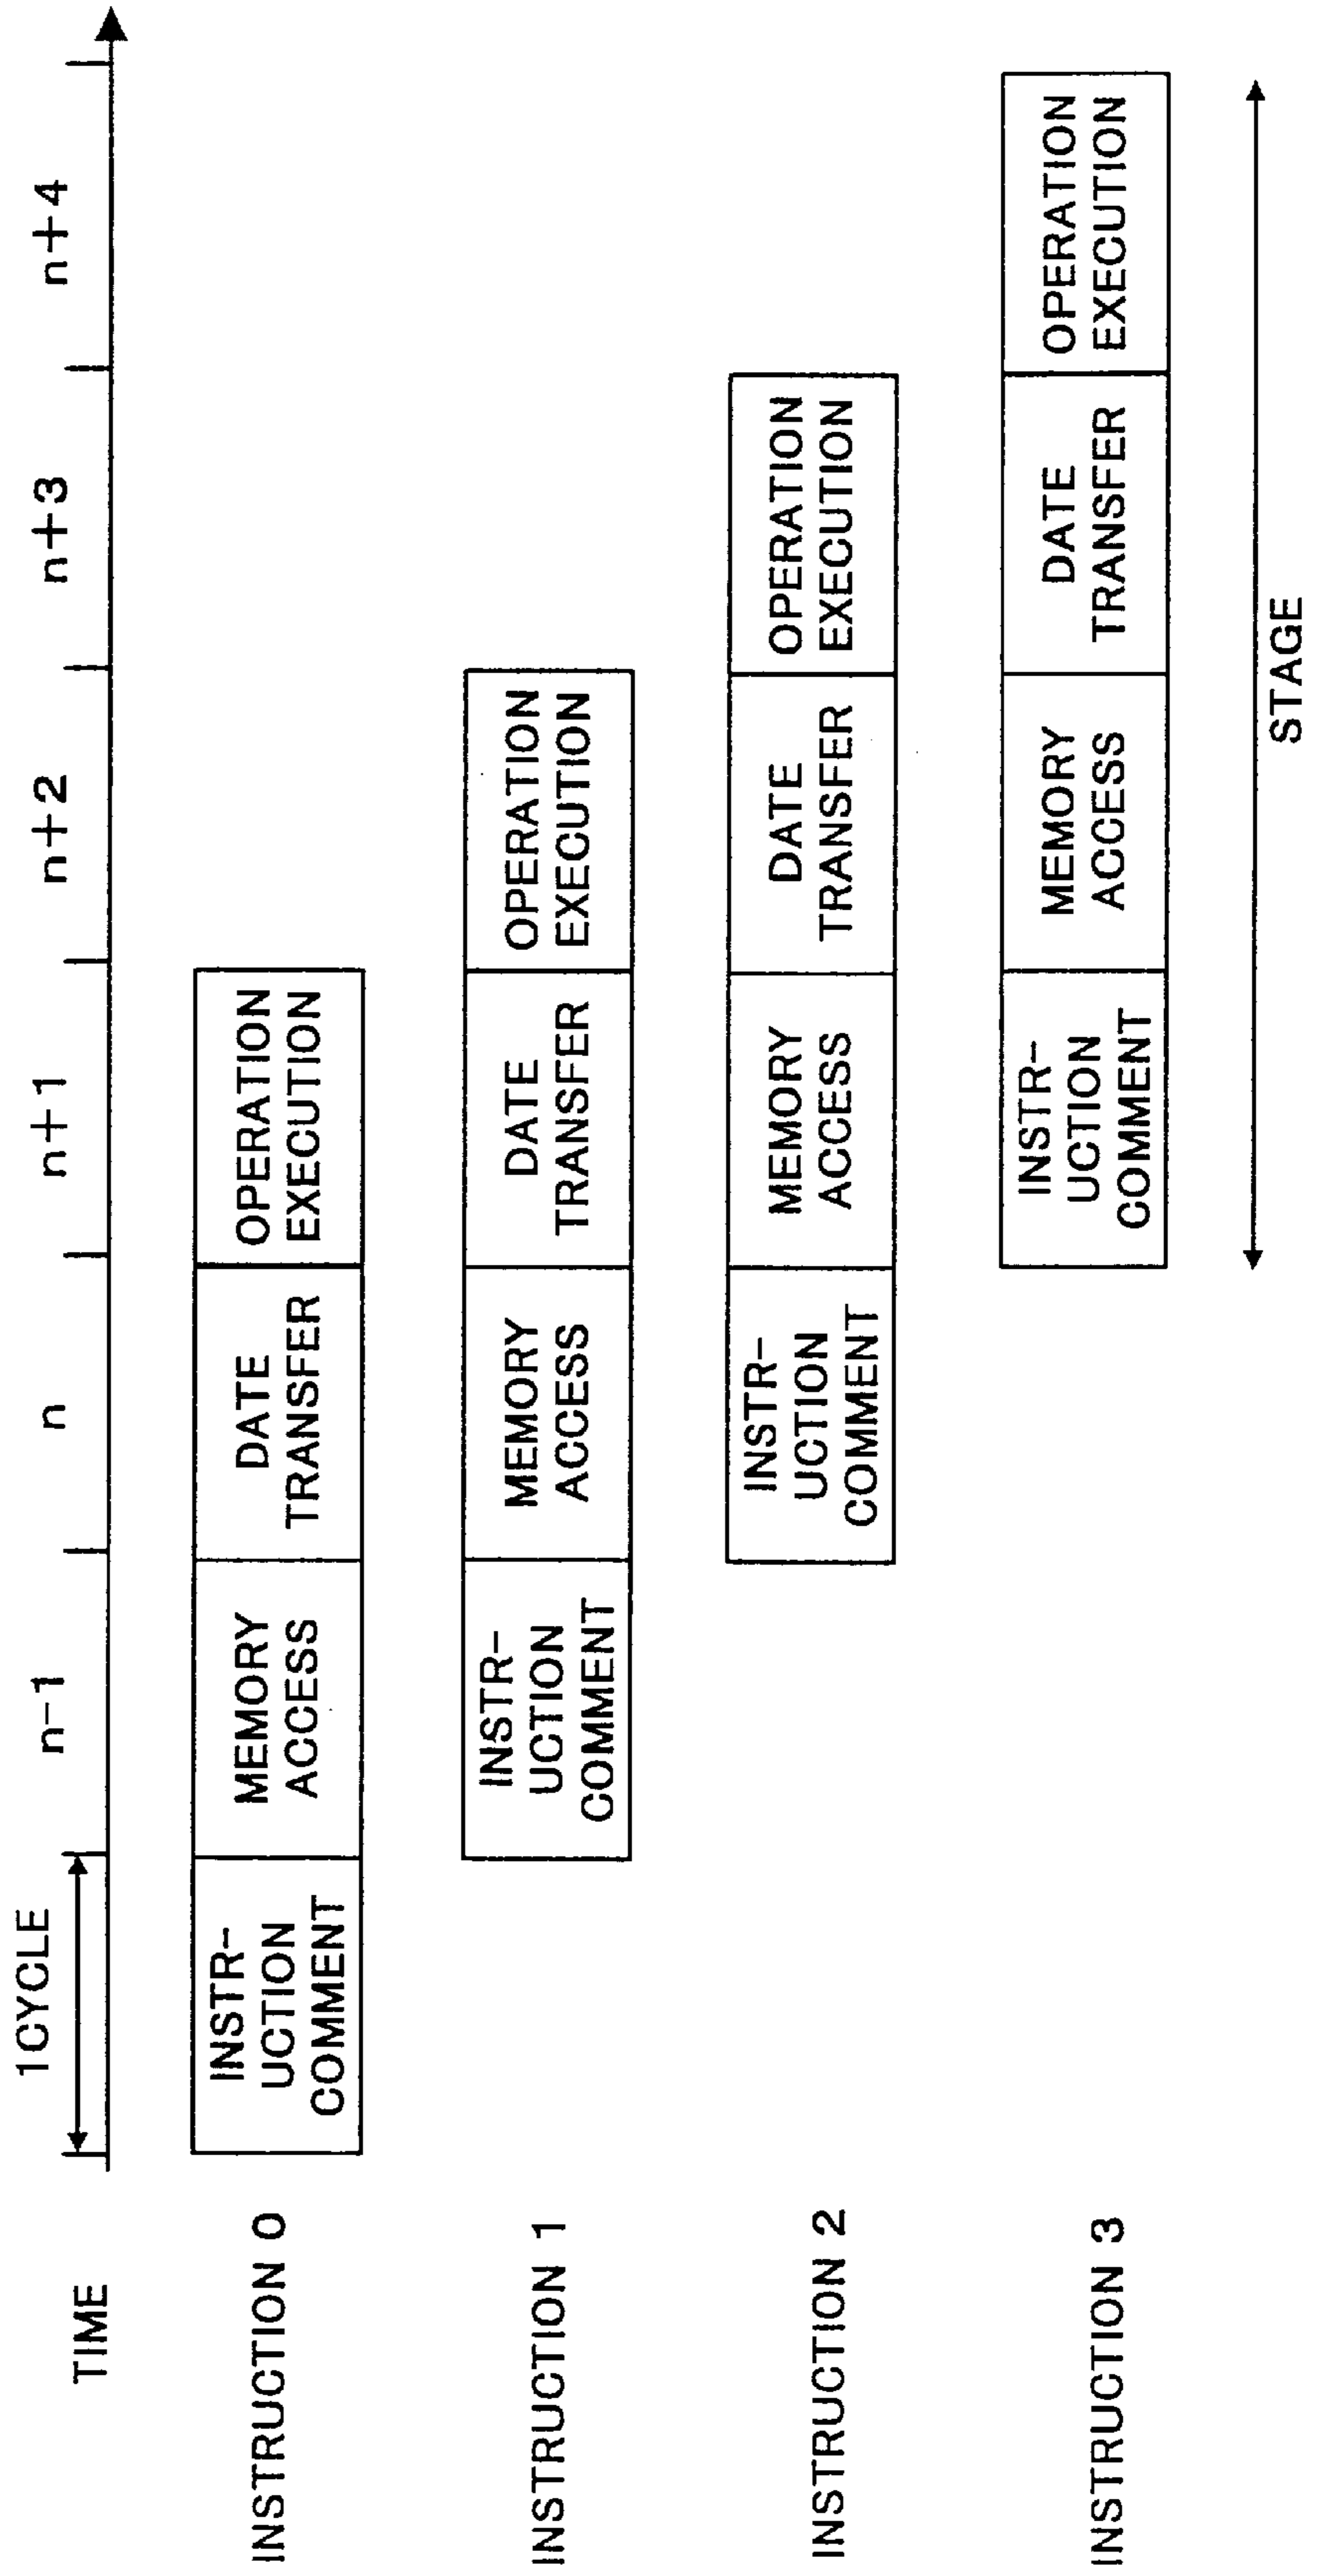 1CYCLE
n-1
n
n+1
n+2
n+3
n+4
TIME
INSTRUCTION 0
INSTR-
UCTION
COMMENT
MEMORY
ACCESS
DATE
TRANSFER
OPERATION
EXECUTION
INSTRUCTION 1
INSTR-
UCTION
COMMENT
MEMORY
ACCESS
DATE
TRANSFER
OPERATION
EXECUTION
INSTRUCTION 2
INSTR-
UCTION
COMMENT
MEMORY
ACCESS
DATE
TRANSFER
OPERATION
EXECUTION
INSTRUCTION 3
INSTR-
UCTION
COMMENT
MEMORY
ACCESS
DATE
TRANSFER
OPERATION
EXECUTION
STAGE